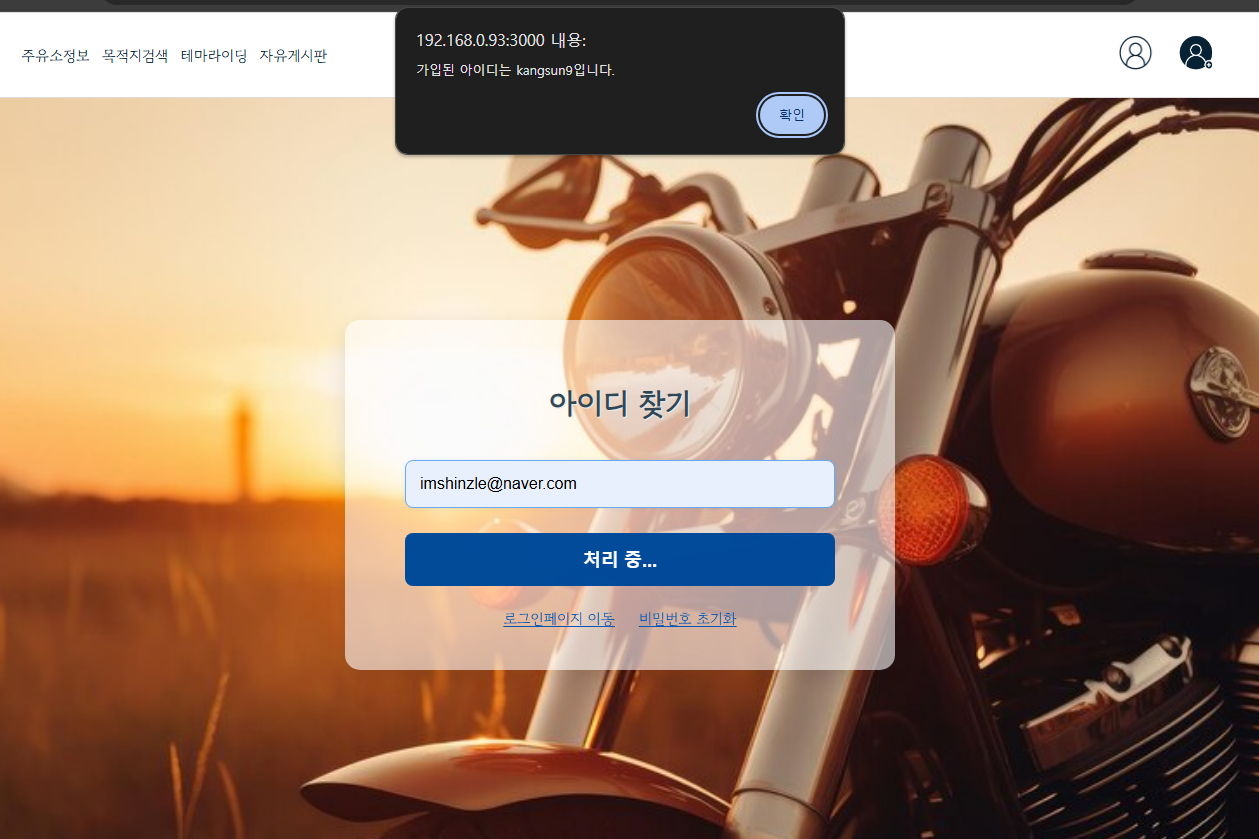 192.168.0.93:3000 내용:
가입된 아이디는 kangsun9입니다.
확인
주유소정보 목적지검색 테마라이딩 자유게시판
아이디 찾기
imshinzle@naver.com
처리 중...
로그인페이지 이동 비밀번호 초기화